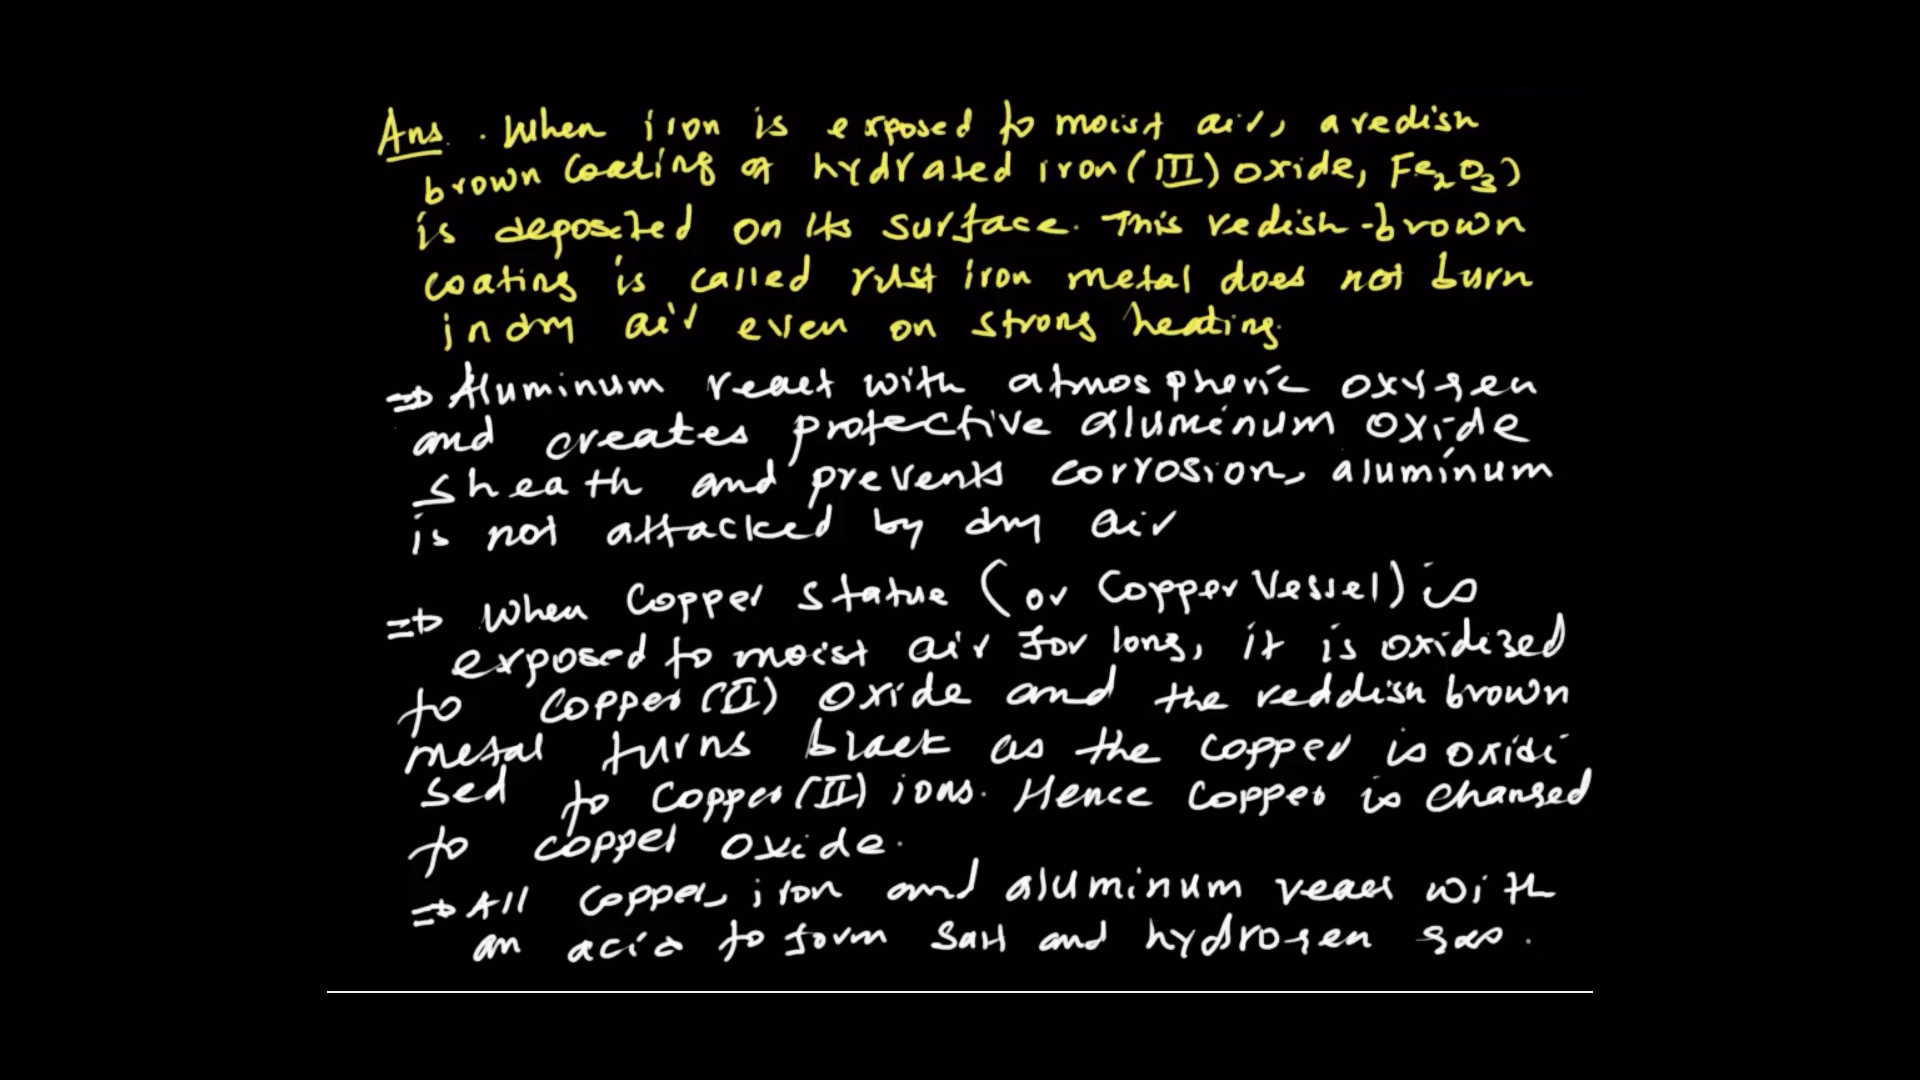 Ans. When iron is exposed to moist air, a redish
brown coating of hydrated iron (III) oxide, Fe₂O₃)
is deposited on its surface. This redish-brown
coating is called rust iron metal does not burn
in dry air even on strong heating.
⇒ Aluminum react with atmospheric oxygen
and creates protective aluminum oxide
sheath and prevents corrosion, aluminum
is not attacked by dry air
⇒ When Copper statue (or Copper Vessel) is
exposed to moist air for long, it is oxidized
to copper (II) oxide and the reddish brown
metal turns black as the copper is oxidi
sed to copper (II) ions. Hence copper is changed
to copper oxide.
⇒ All copper, iron and aluminum react with
an acid to form salt and hydrogen gas.